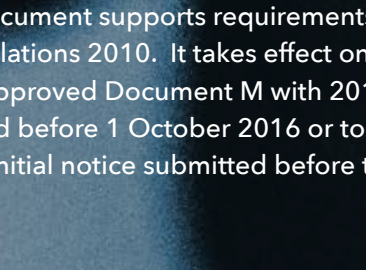 cument supports requirements
lations 2010.  It takes effect on
pproved Document M with 201
d before 1 October 2016 or to
nitial notice submitted before t